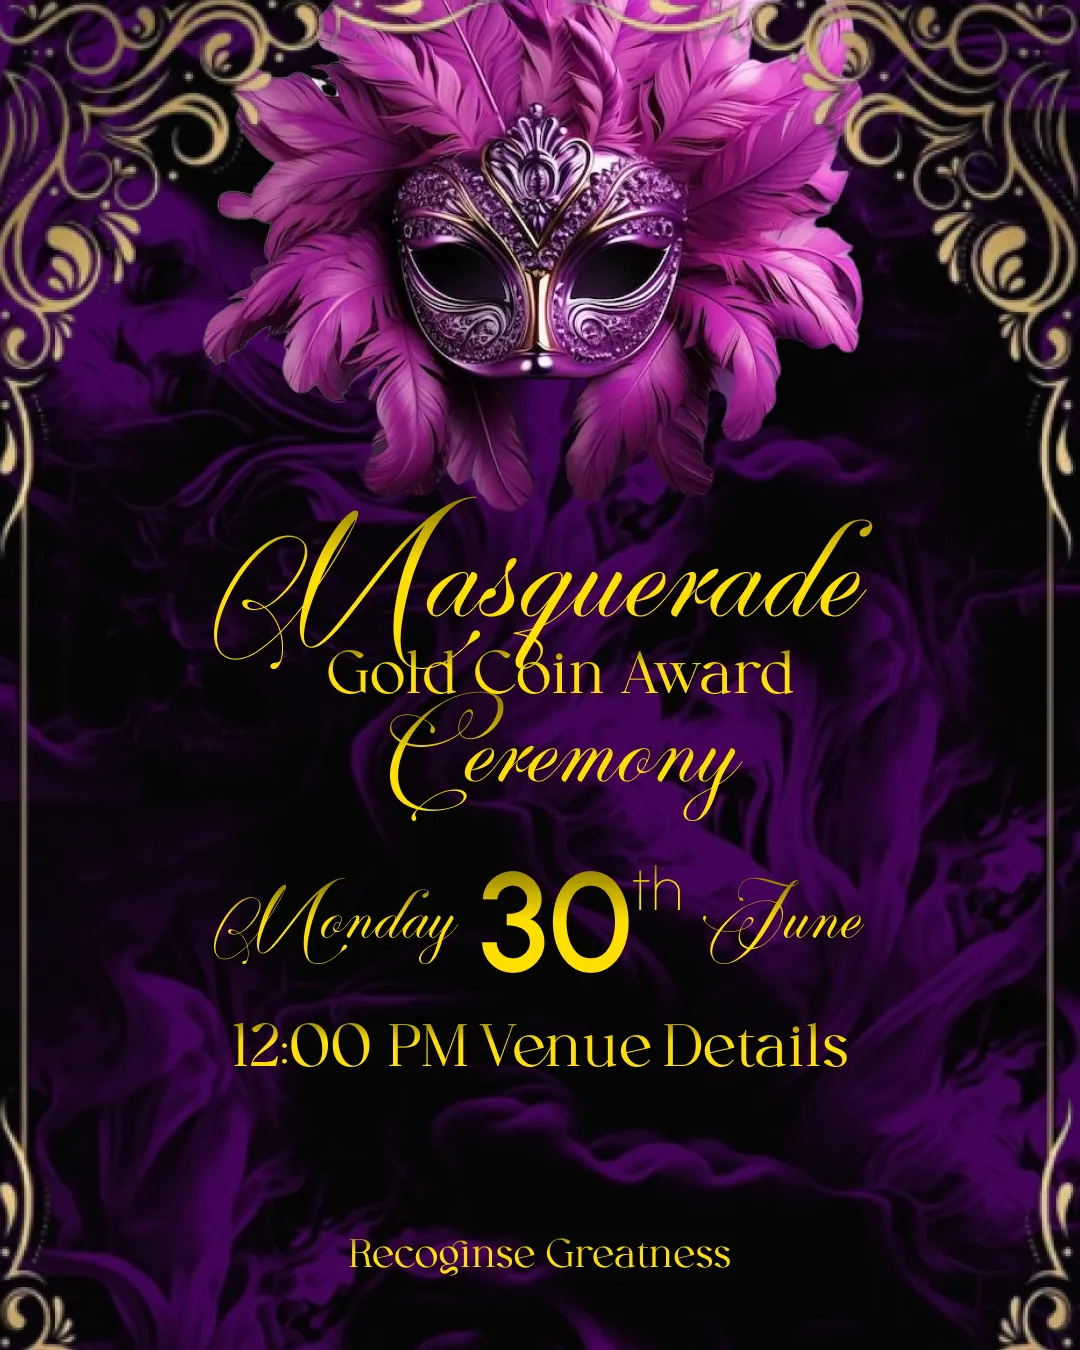 Masquerade
Gold Coin Award
Ceremony
Monday 30th June
12:00 PM Venue Details
Recoginse Greatness